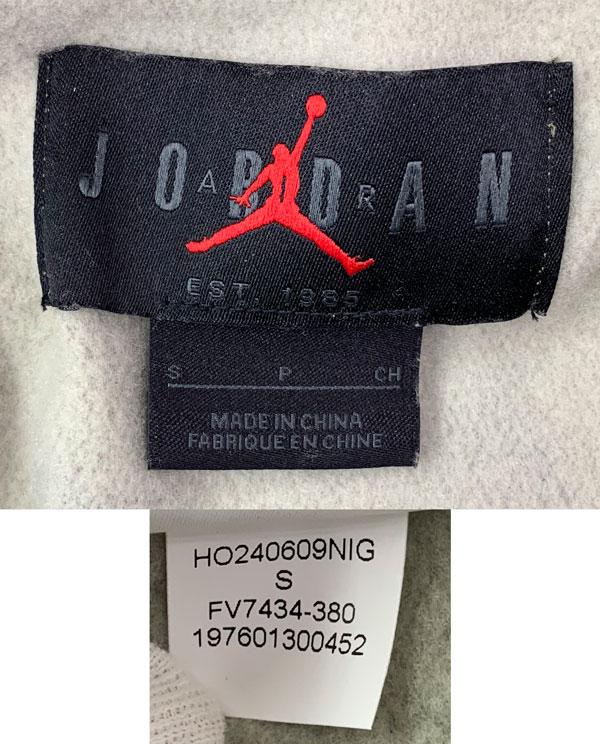 JORDAN
AIR
EST. 1985
S P CH
MADE IN CHINA
FABRIQUE EN CHINE
HO240609NIG
S
FV7434-380
197601300452